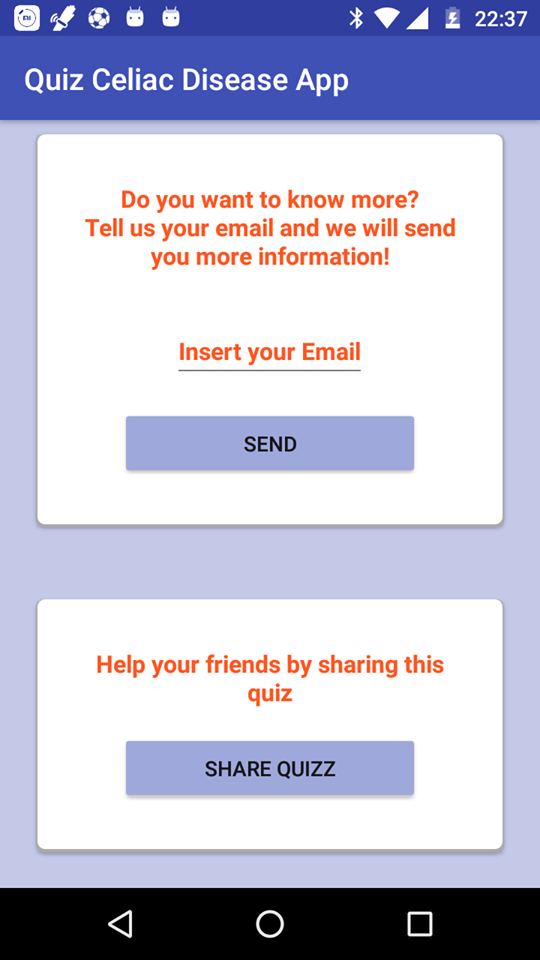 22:37
Quiz Celiac Disease App
Do you want to know more?
Tell us your email and we will send
you more information!
Insert your Email
SEND
Help your friends by sharing this
quiz
SHARE QUIZZ